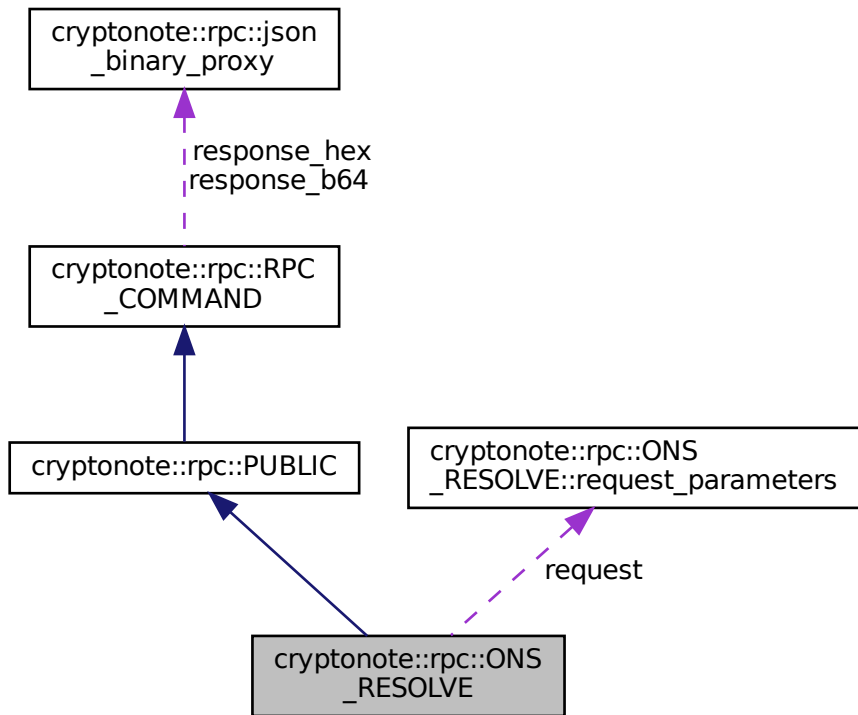 cryptonote::rpc::json
_binary_proxy
response_hex
response_b64
cryptonote::rpc::RPC
_COMMAND
cryptonote::rpc::PUBLIC
cryptonote::rpc::ONS
_RESOLVE::request_parameters
request
cryptonote::rpc::ONS
_RESOLVE